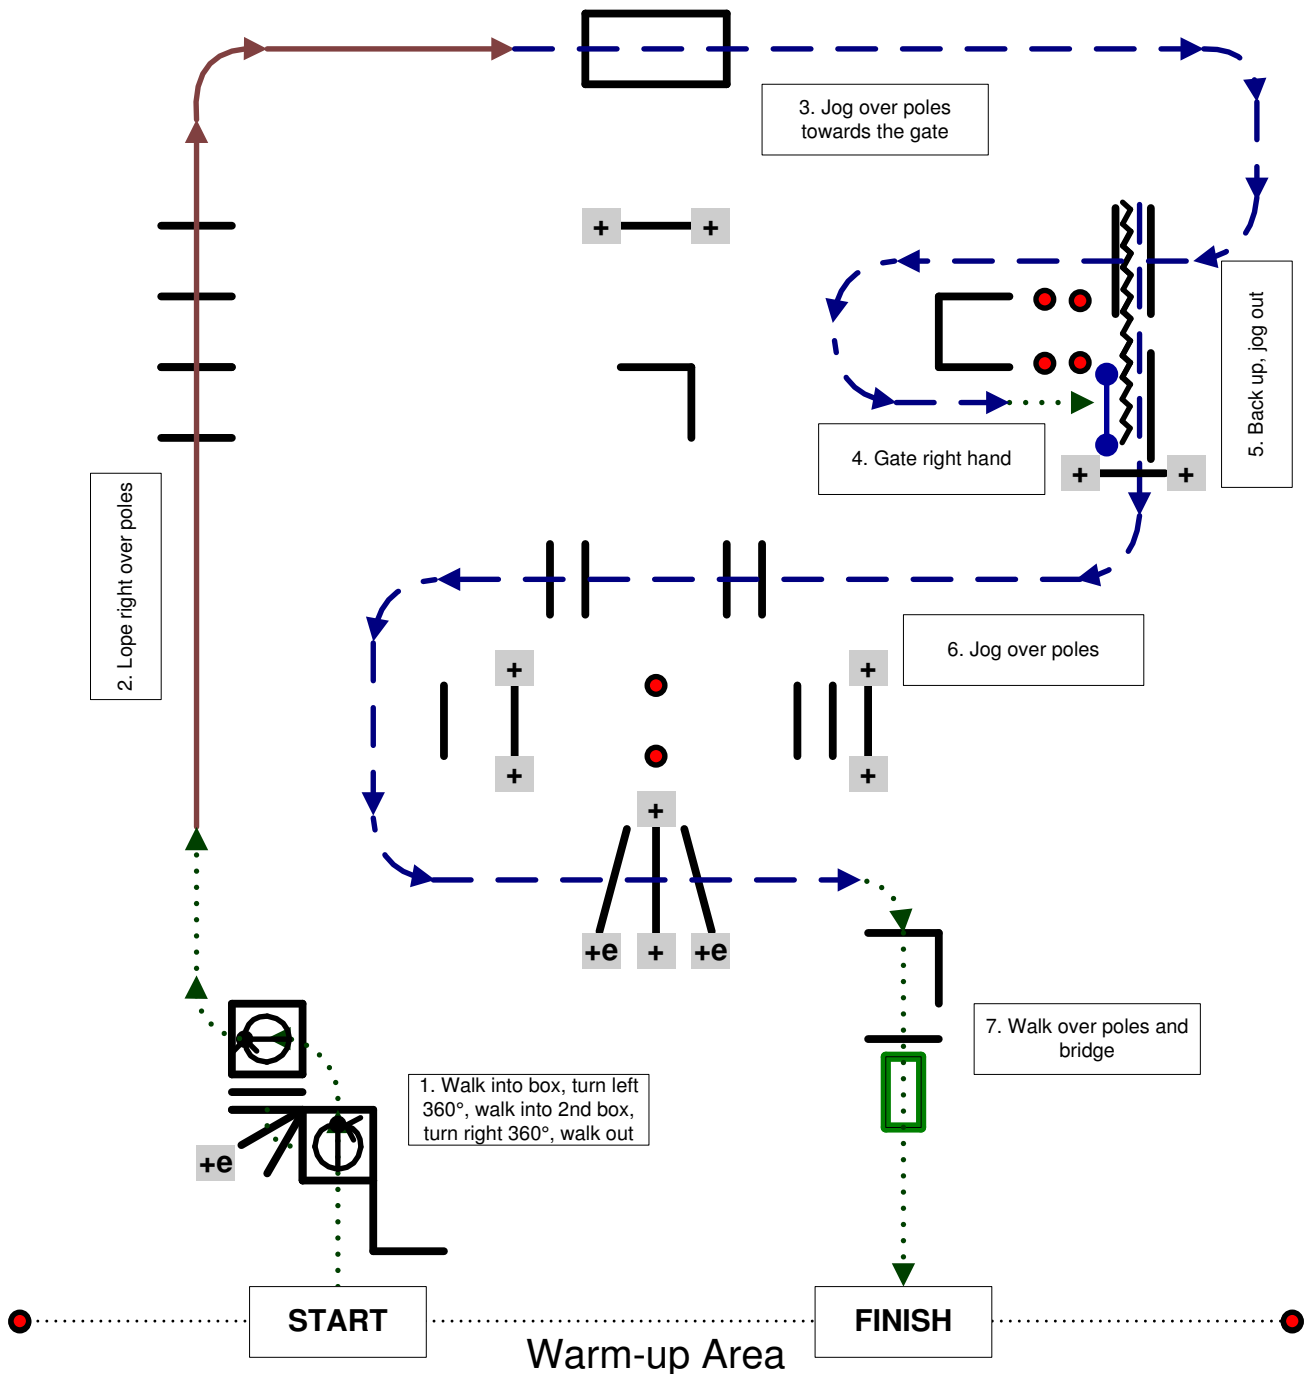 3. Jog over poles
towards the gate
+ +
5. Back up, jog out
4. Gate right hand
+ +
2. Lope right over poles
6. Jog over poles
+ +
+ +
+
+e + +e
7. Walk over poles and
bridge
1. Walk into box, turn left
360°, walk into 2nd box,
turn right 360°, walk out
+e
START FINISH
Warm-up Area